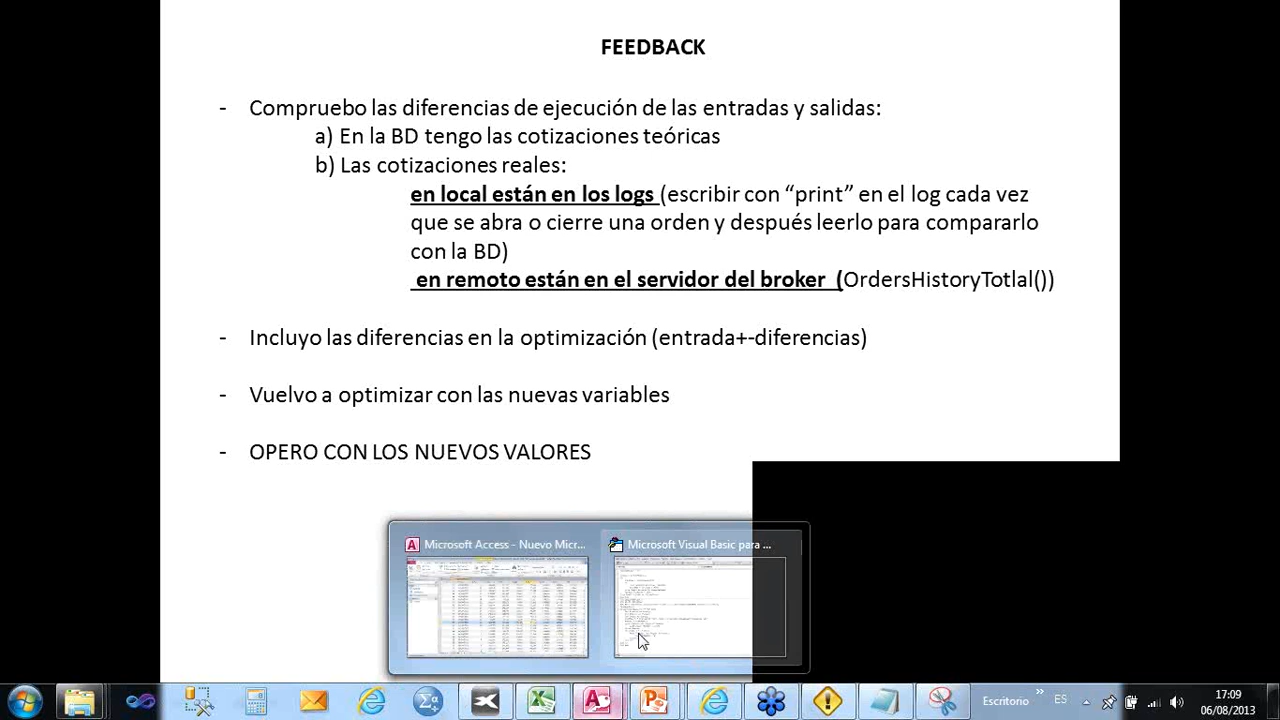 FEEDBACK
- Compruebo las diferencias de ejecución de las entradas y salidas:
a) En la BD tengo las cotizaciones teóricas
b) Las cotizaciones reales:
en local están en los logs (escribir con “print” en el log cada vez
que se abra o cierre una orden y después leerlo para compararlo
con la BD)
en remoto están en el servidor del broker (OrdersHistoryTotlal())
- Incluyo las diferencias en la optimización (entrada+-diferencias)
- Vuelvo a optimizar con las nuevas variables
- OPERO CON LOS NUEVOS VALORES
Microsoft Access - Nuevo Micr...
Microsoft Visual Basic para ...
Escritorio
ES
17:09
06/08/2013